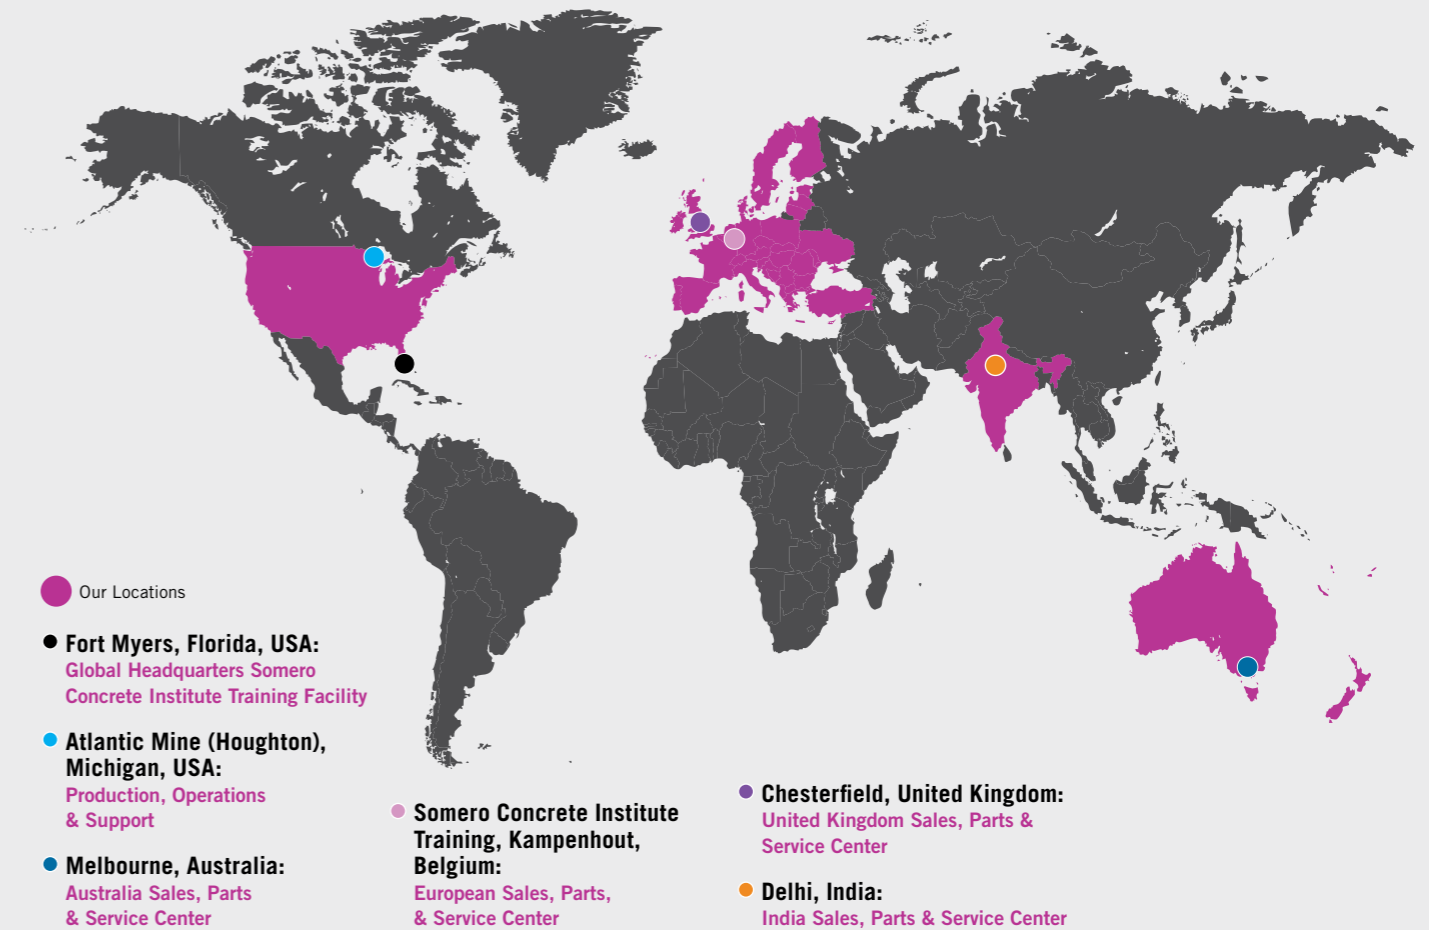 Our Locations
Fort Myers, Florida, USA:
Global Headquarters Somero
Concrete Institute Training Facility
Atlantic Mine (Houghton),
Michigan, USA:
Production, Operations
& Support
Melbourne, Australia:
Australia Sales, Parts
& Service Center
Somero Concrete Institute
Training, Kampenhout,
Belgium:
European Sales, Parts,
& Service Center
Chesterfield, United Kingdom:
United Kingdom Sales, Parts &
Service Center
Delhi, India:
India Sales, Parts & Service Center